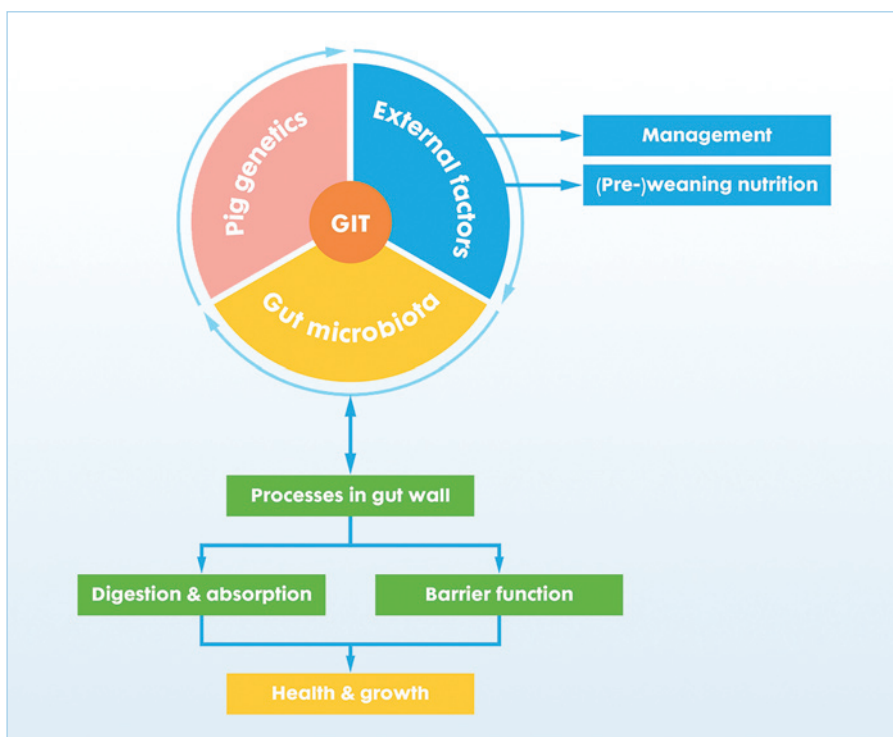 Pig genetics
External factors
GIT
Gut microbiota
Management
(Pre-)weaning nutrition
Processes in gut wall
Digestion & absorption
Barrier function
Health & growth